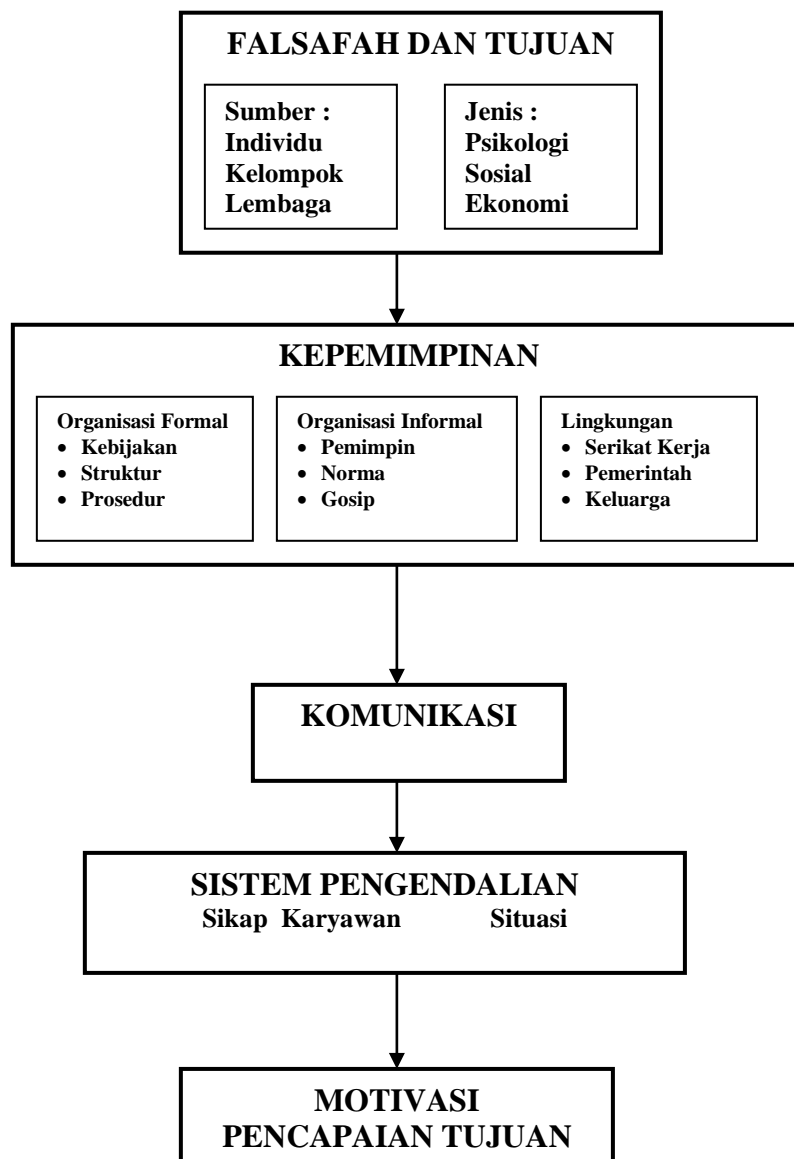 FALSAFAH DAN TUJUAN
Sumber :
Individu
Kelompok
Lembaga
Jenis :
Psikologi
Sosial
Ekonomi
KEPEMIMPINAN
Organisasi Formal
• Kebijakan
• Struktur
• Prosedur
Organisasi Informal
• Pemimpin
• Norma
• Gosip
Lingkungan
• Serikat Kerja
• Pemerintah
• Keluarga
KOMUNIKASI
SISTEM PENGENDALIAN
Sikap Karyawan Situasi
MOTIVASI
PENCAPAIAN TUJUAN